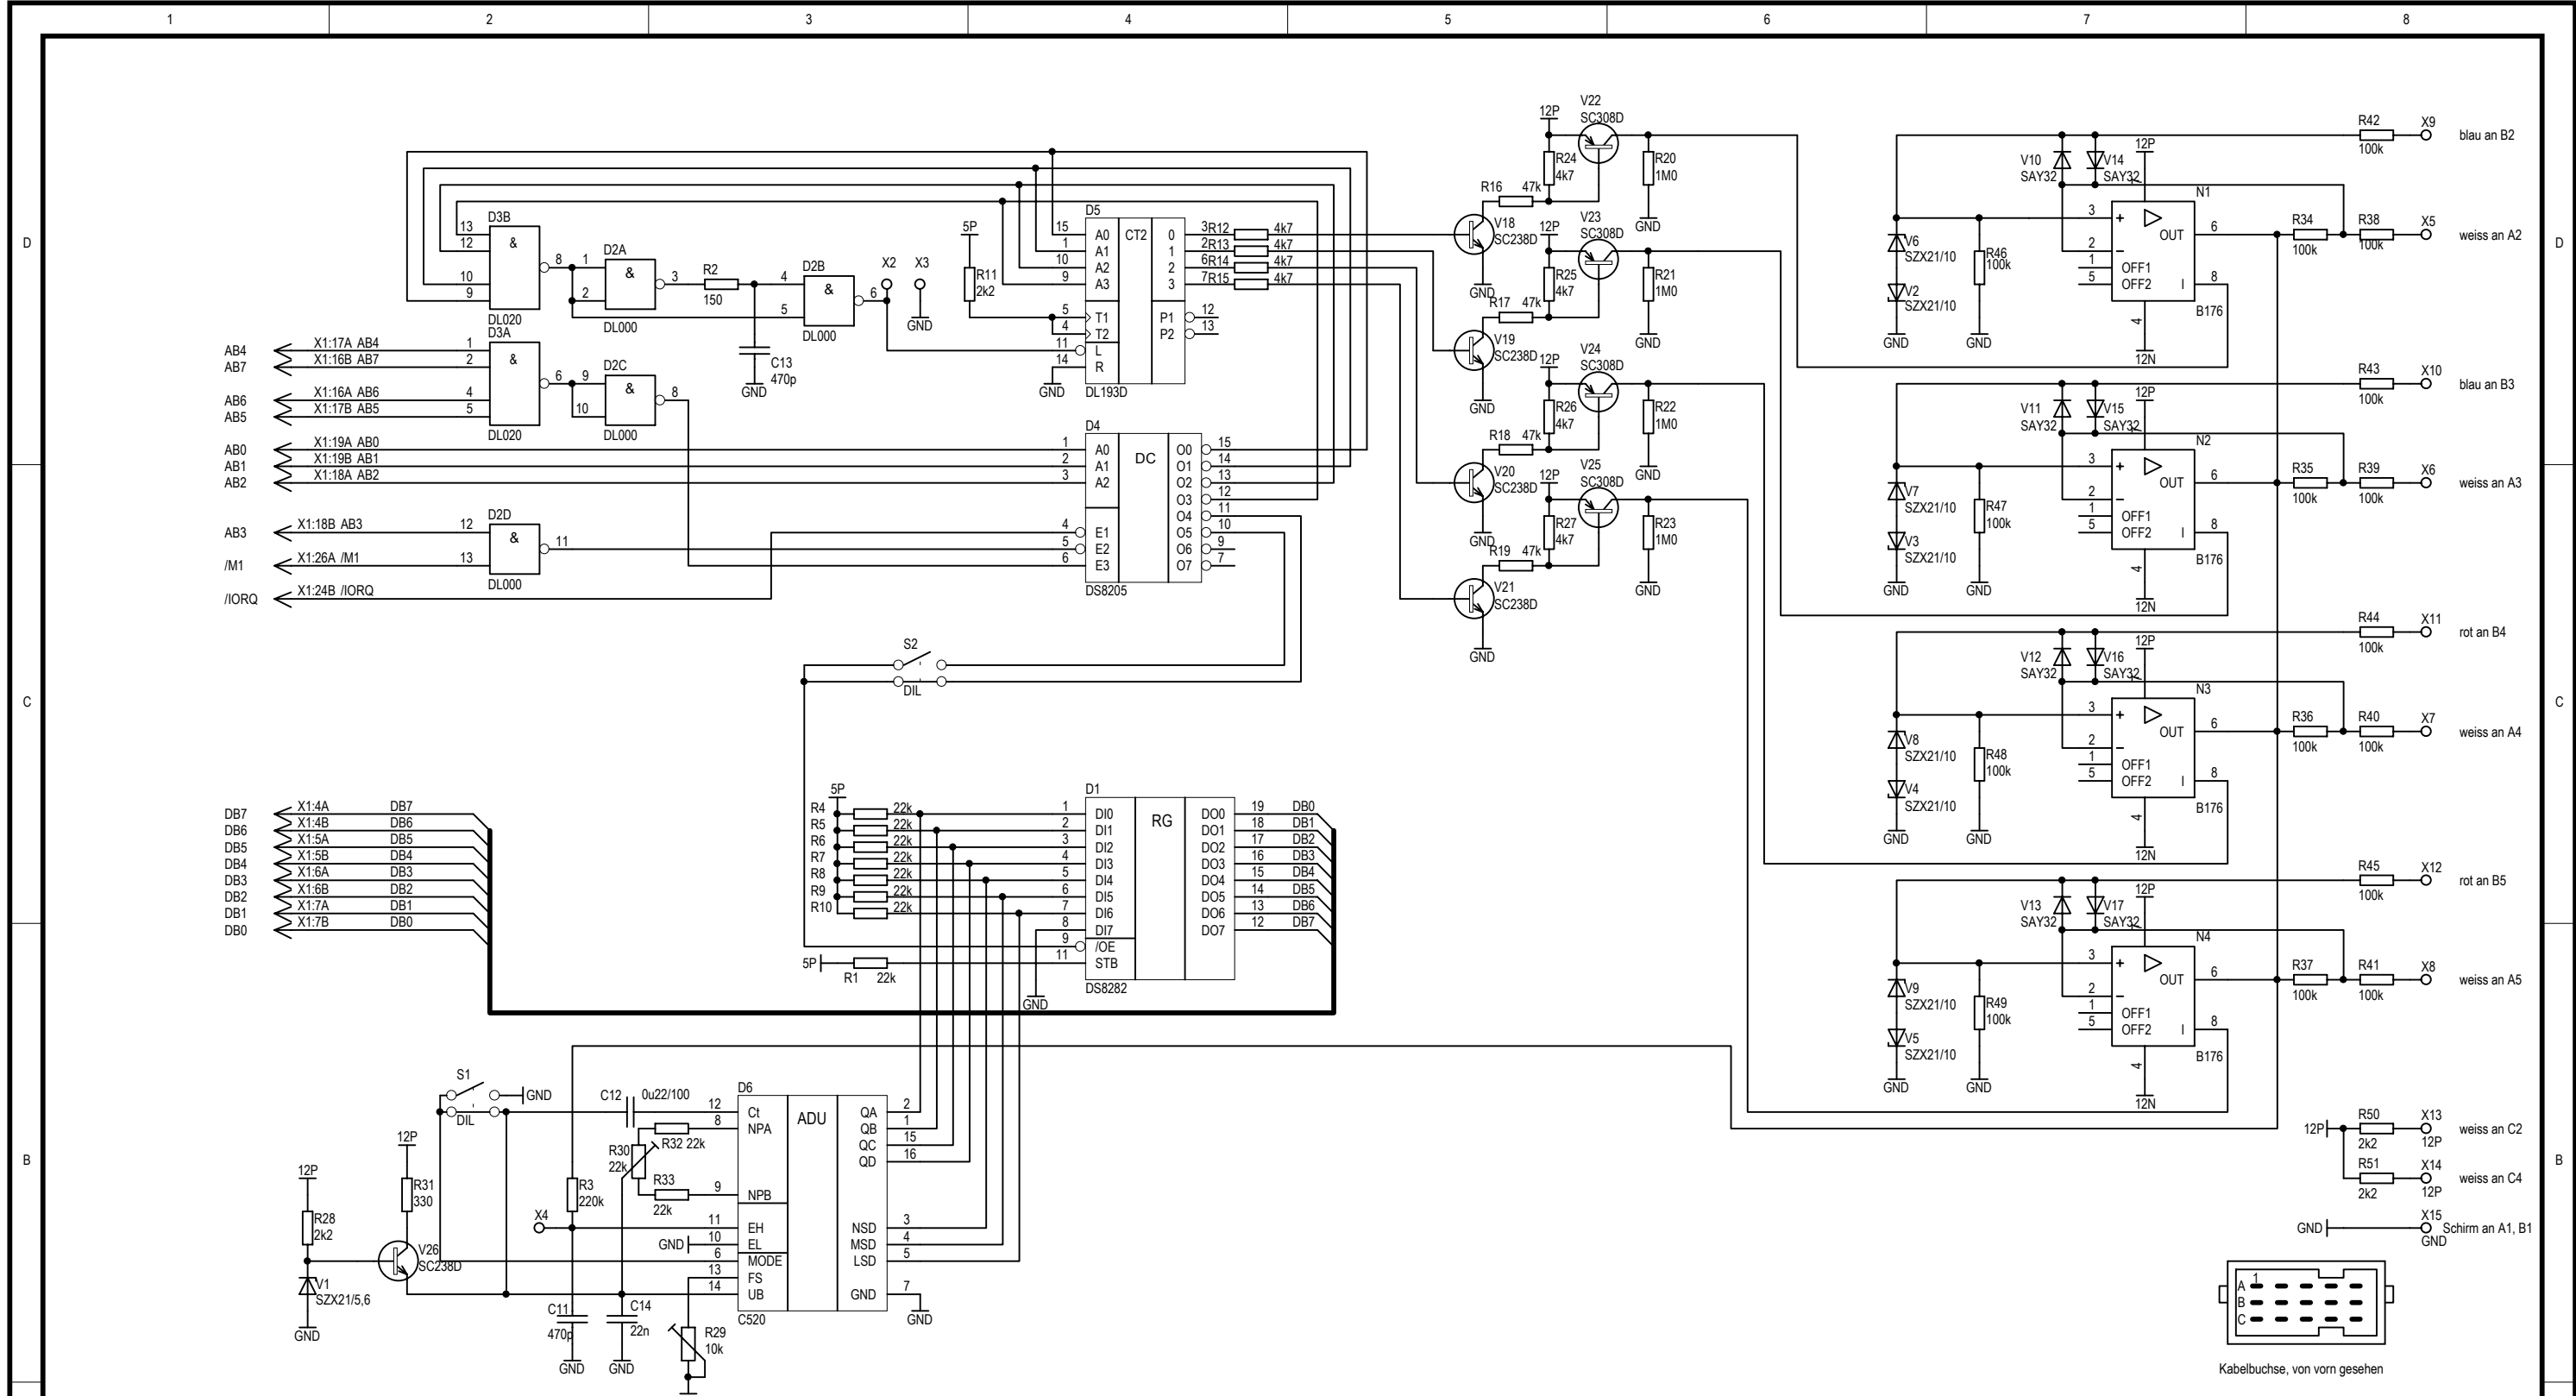 1 2 3 4 5 6 7 8
D D
C C
B B
AB4 X1:17A AB4
AB7 X1:16B AB7
AB6 X1:16A AB6
AB5 X1:17B AB5
AB0 X1:19A AB0
AB1 X1:19B AB1
AB2 X1:18A AB2
AB3 X1:18B AB3
/M1 X1:26A /M1
/IORQ X1:24B /IORQ
D3B
13
12
10
9
&
8
DL020
D3A
1
2
4
5
&
6
DL020
D2A
1
2
&
3
DL000
D2C
9
10
&
8
DL000
D2D
12
13
&
11
DL000
R2
150
C13
470p
GND
D2B
4
5
&
6
DL000
X2
X3
GND
5P
R11
2k2
D5
CT2
15 A0 0 3
1 A1 1 2
10 A2 2 6
9 A3 3 7
5 T1 P1 12
4 T2 P2 13
11 L
14 R
GND
DL193D
R12 4k7
R13 4k7
R14 4k7
R15 4k7
D4
DC
1 A0 O0 15
2 A1 O1 14
3 A2 O2 13
O3 12
O4 11
4 E1 O5 10
5 E2 O6 9
6 E3 O7 7
DS8205
S2
DIL
12P
V22
SC308D
R24
4k7
R20
1M0
R16 47k
V18
SC238D
GND
GND
12P
V23
SC308D
R25
4k7
R21
1M0
R17 47k
V19
SC238D
GND
GND
12P
V24
SC308D
R26
4k7
R22
1M0
R18 47k
V20
SC238D
GND
GND
12P
V25
SC308D
R27
4k7
R23
1M0
R19 47k
V21
SC238D
GND
GND
R42
100k
X9
blau an B2
V10
SAY32
V14
SAY32
12P
N1
V6
SZX21/10
V2
SZX21/10
R46
100k
GND
GND
3 +
2 −
1 OFF1
5 OFF2
OUT 6
I 8
4
B176
12N
R34
100k
R38
100k
X5
weiss an A2
R43
100k
X10
blau an B3
V11
SAY32
V15
SAY32
12P
N2
V7
SZX21/10
V3
SZX21/10
R47
100k
GND
GND
3 +
2 −
1 OFF1
5 OFF2
OUT 6
I 8
4
B176
12N
R35
100k
R39
100k
X6
weiss an A3
R44
100k
X11
rot an B4
V12
SAY32
V16
SAY32
12P
N3
V8
SZX21/10
V4
SZX21/10
R48
100k
GND
GND
3 +
2 −
1 OFF1
5 OFF2
OUT 6
I 8
4
B176
12N
R36
100k
R40
100k
X7
weiss an A4
R45
100k
X12
rot an B5
V13
SAY32
V17
SAY32
12P
N4
V9
SZX21/10
V5
SZX21/10
R49
100k
GND
GND
3 +
2 −
1 OFF1
5 OFF2
OUT 6
I 8
4
B176
12N
R37
100k
R41
100k
X8
weiss an A5
DB7 X1:4A DB7
DB6 X1:4B DB6
DB5 X1:5A DB5
DB4 X1:5B DB4
DB3 X1:6A DB3
DB2 X1:6B DB2
DB1 X1:7A DB1
DB0 X1:7B DB0
5P
R4 22k
R5 22k
R6 22k
R7 22k
R8 22k
R9 22k
R10 22k
5P
R1 22k
GND
D1
RG
1 DI0 DO0 19 DB0
2 DI1 DO1 18 DB1
3 DI2 DO2 17 DB2
4 DI3 DO3 16 DB3
5 DI4 DO4 15 DB4
6 DI5 DO5 14 DB5
7 DI6 DO6 13 DB6
8 DI7 DO7 12 DB7
9 /OE
11 STB
DS8282
S1
GND
DIL
C12 0u22/100
12P
R31
330
12P
R28
2k2
V26
SC238D
V1
SZX21/5,6
GND
X4
R3
220k
R30
22k
R32 22k
R33
22k
GND
C11
470p
GND
C14
22n
GND
R29
10k
D6
ADU
12 Ct QA 2
8 NPA QB 1
QC 15
QD 16
9 NPB
11 EH NSD 3
10 EL MSD 4
6 MODE LSD 5
13 FS
14 UB GND 7
C520
GND
12P
R50
2k2
X13
12P
weiss an C2
R51
2k2
X14
12P
weiss an C4
GND
X15
GND
Schirm an A1, B1
1
A
B
C
Kabelbuchse, von vorn gesehen